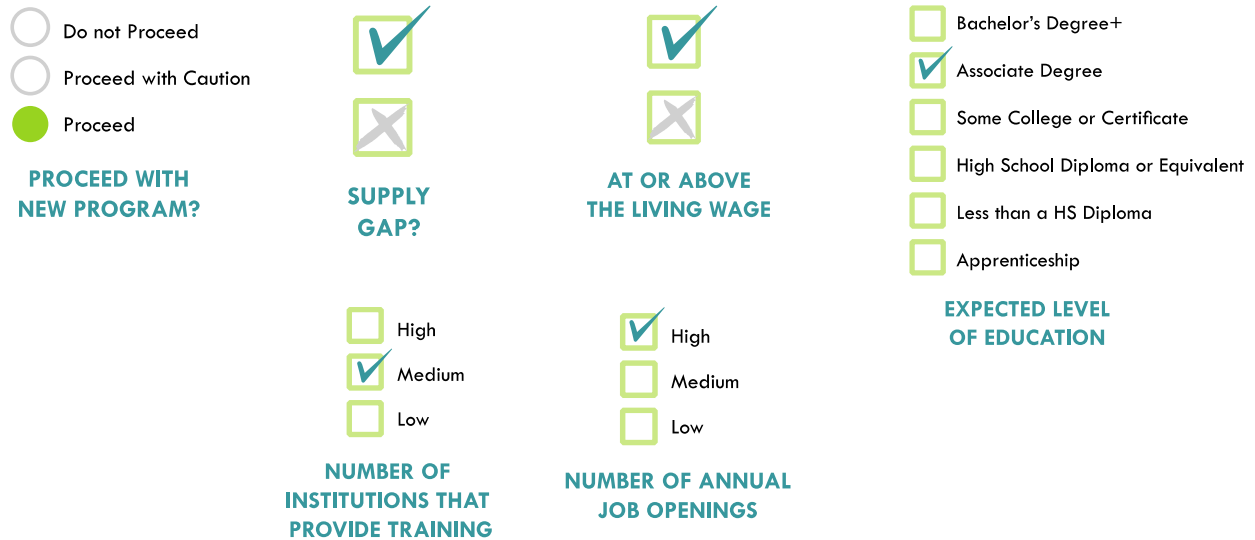 Do not Proceed
Proceed with Caution
Proceed
PROCEED WITH
NEW PROGRAM?
SUPPLY
GAP?
AT OR ABOVE
THE LIVING WAGE
Bachelor's Degree+
Associate Degree
Some College or Certificate
High School Diploma or Equivalent
Less than a HS Diploma
Apprenticeship
EXPECTED LEVEL
OF EDUCATION
High
Medium
Low
NUMBER OF
INSTITUTIONS THAT
PROVIDE TRAINING
High
Medium
Low
NUMBER OF ANNUAL
JOB OPENINGS